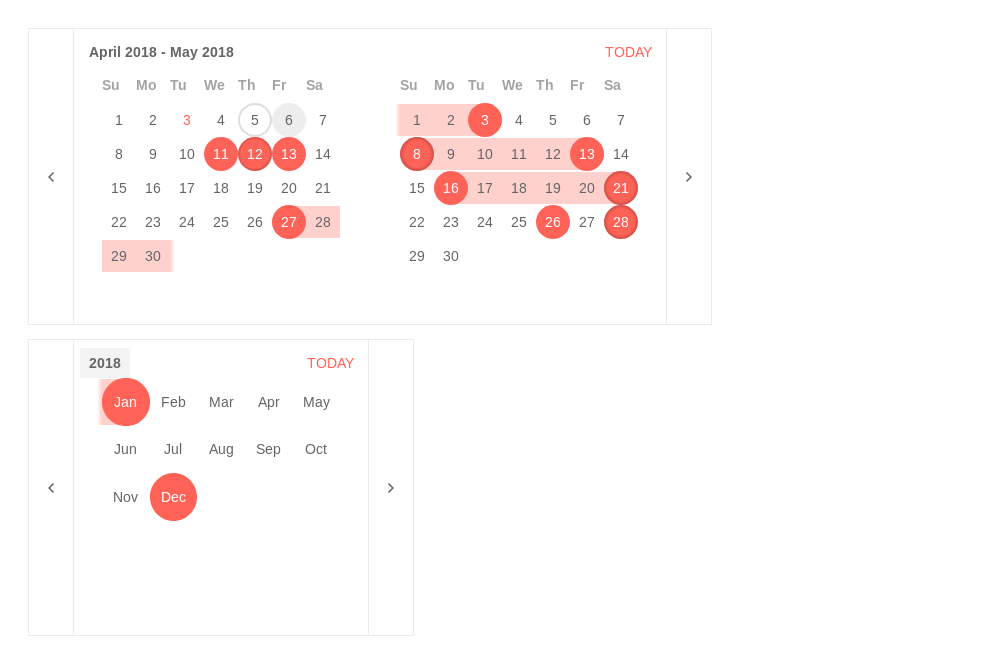 April 2018 - May 2018 TODAY
Su Mo Tu We Th Fr Sa Su Mo Tu We Th Fr Sa
1 2 3 4 5 6 7 1 2 3 4 5 6 7
8 9 10 11 12 13 14 8 9 10 11 12 13 14
15 16 17 18 19 20 21 15 16 17 18 19 20 21
22 23 24 25 26 27 28 22 23 24 25 26 27 28
29 30 29 30
2018 TODAY
Jan Feb Mar Apr May
Jun Jul Aug Sep Oct
Nov Dec